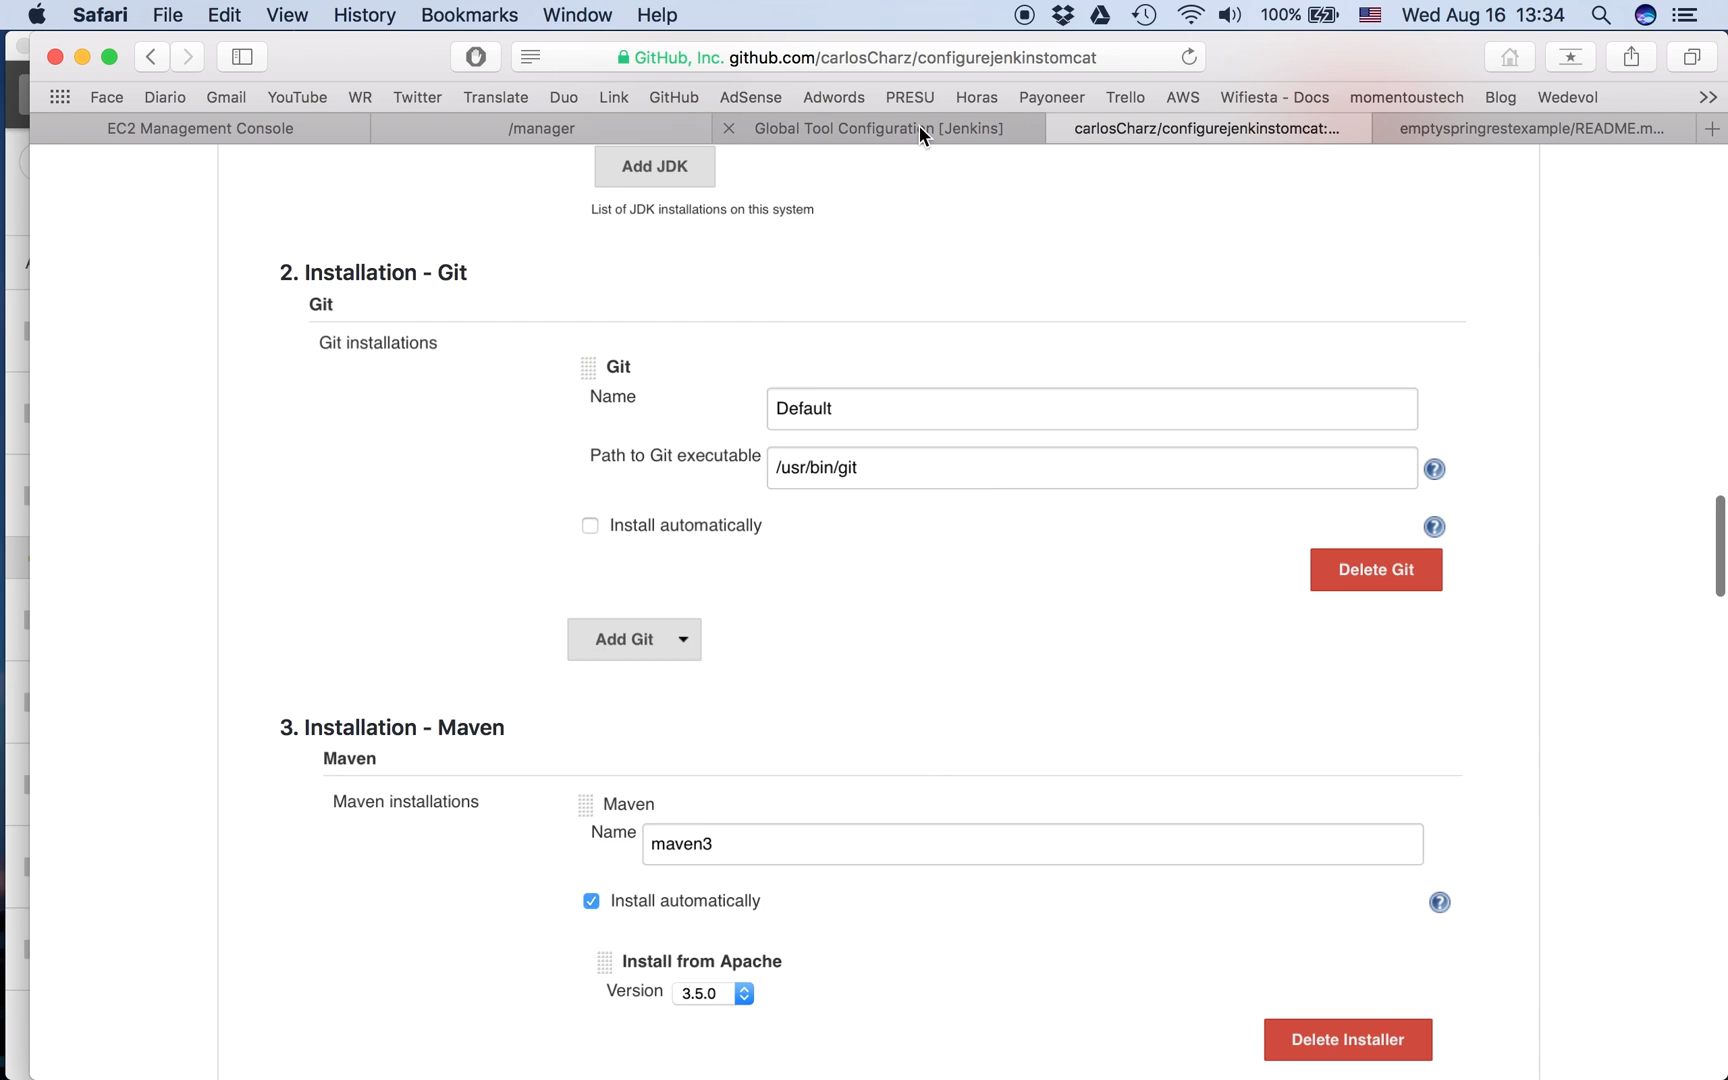 Safari File Edit View History Bookmarks Window Help 100% Wed Aug 16 13:34
GitHub, Inc. github.com/carlosCharz/configurejenkinstomcat
Face Diario Gmail YouTube WR Twitter Translate Duo Link GitHub AdSense Adwords PRESU Horas Payoneer Trello AWS Wifiesta - Docs momentoustech Blog Wedevol >>
EC2 Management Console /manager Global Tool Configuration [Jenkins] carlosCharz/configurejenkinstomcat:... emptyspringrestexample/README.m...
Add JDK
List of JDK installations on this system
2. Installation - Git
Git
Git installations
Git
Name
Default
Path to Git executable
/usr/bin/git
Install automatically
Delete Git
Add Git
3. Installation - Maven
Maven
Maven installations
Maven
Name
maven3
Install automatically
Install from Apache
Version 3.5.0
Delete Installer